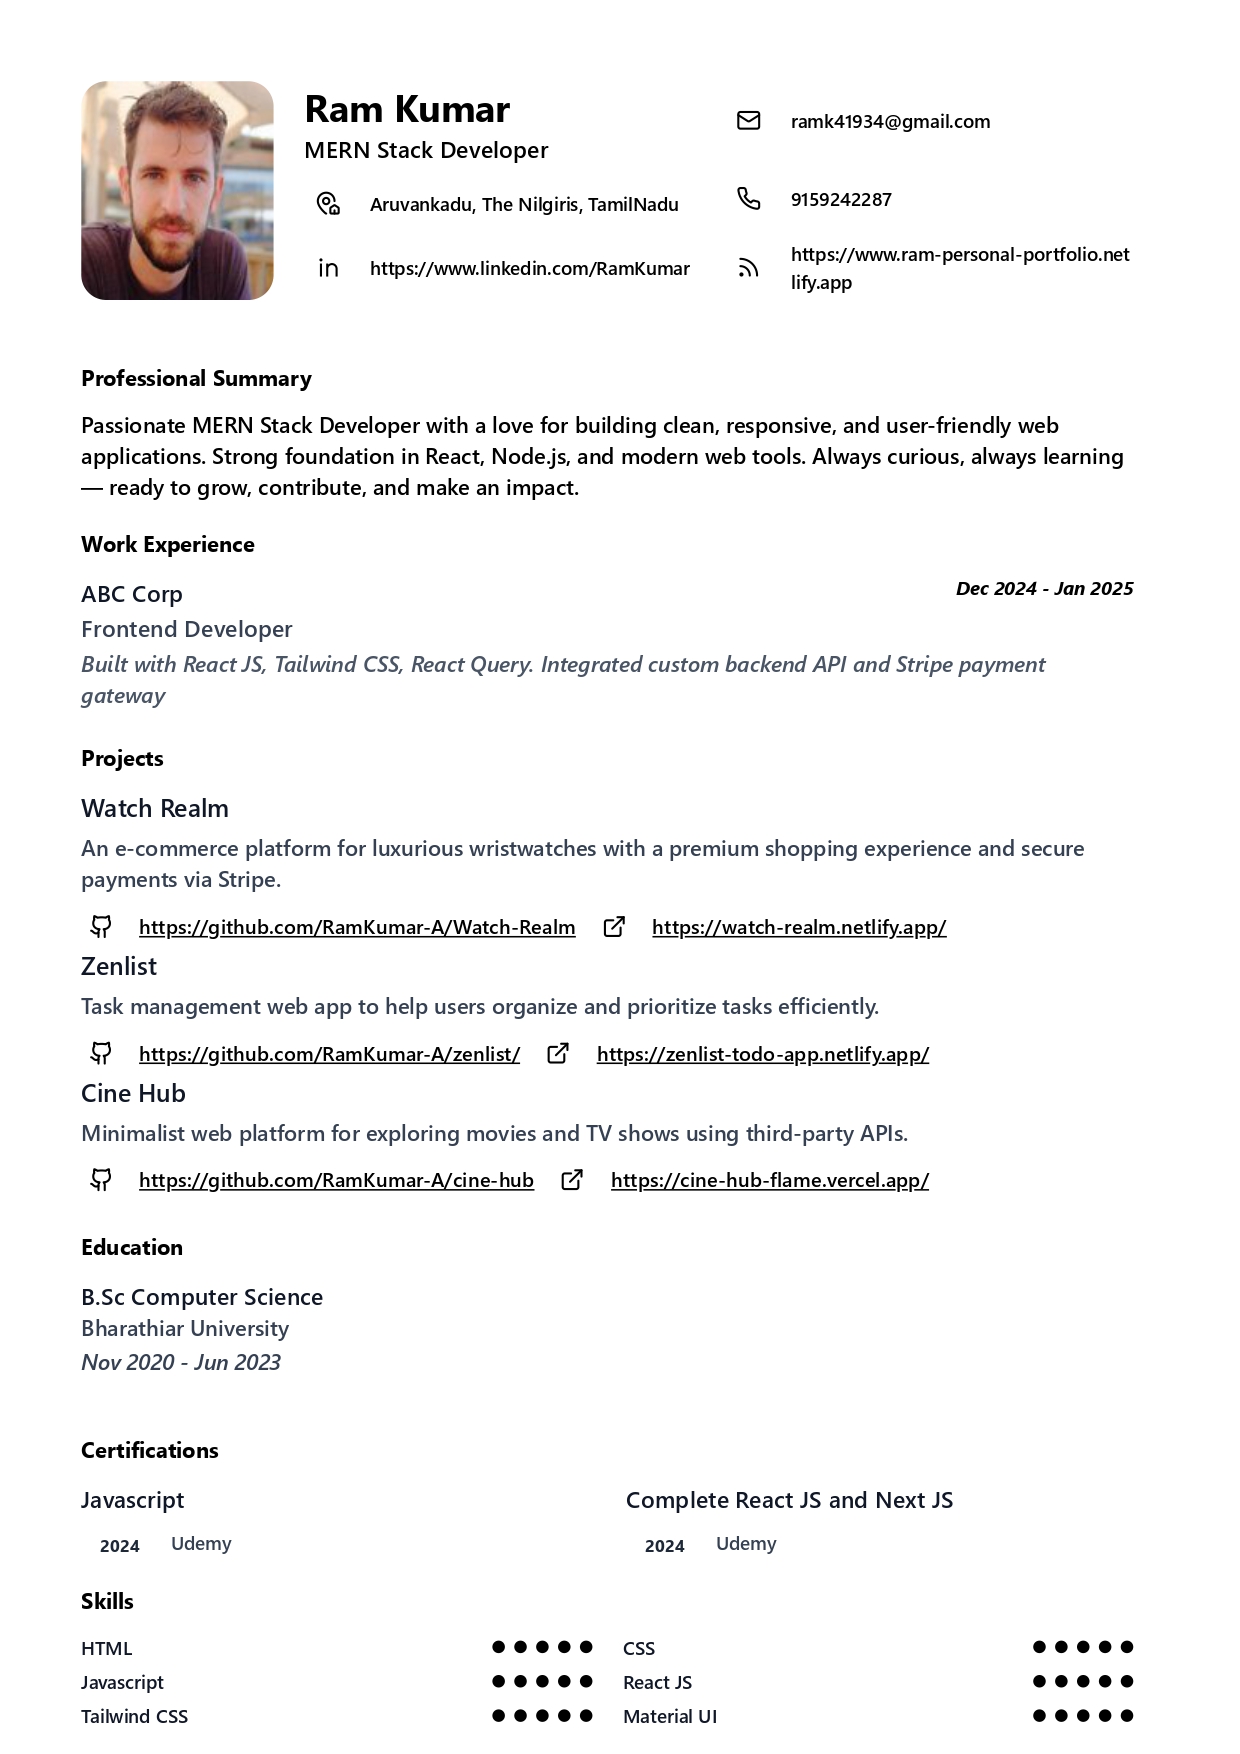 Ram Kumar
MERN Stack Developer
Aruvankadu, The Nilgiris, TamilNadu
https://www.linkedin.com/RamKumar
ramk41934@gmail.com
9159242287
https://www.ram-personal-portfolio.net
lify.app
Professional Summary
Passionate MERN Stack Developer with a love for building clean, responsive, and user-friendly web
applications. Strong foundation in React, Node.js, and modern web tools. Always curious, always learning
— ready to grow, contribute, and make an impact.
Work Experience
ABC Corp Dec 2024 - Jan 2025
Frontend Developer
Built with React JS, Tailwind CSS, React Query. Integrated custom backend API and Stripe payment
gateway
Projects
Watch Realm
An e-commerce platform for luxurious wristwatches with a premium shopping experience and secure
payments via Stripe.
https://github.com/RamKumar-A/Watch-Realm https://watch-realm.netlify.app/
Zenlist
Task management web app to help users organize and prioritize tasks efficiently.
https://github.com/RamKumar-A/zenlist/ https://zenlist-todo-app.netlify.app/
Cine Hub
Minimalist web platform for exploring movies and TV shows using third-party APIs.
https://github.com/RamKumar-A/cine-hub https://cine-hub-flame.vercel.app/
Education
B.Sc Computer Science
Bharathiar University
Nov 2020 - Jun 2023
Certifications
Javascript
2024 Udemy
Complete React JS and Next JS
2024 Udemy
Skills
HTML CSS
Javascript React JS
Tailwind CSS Material UI